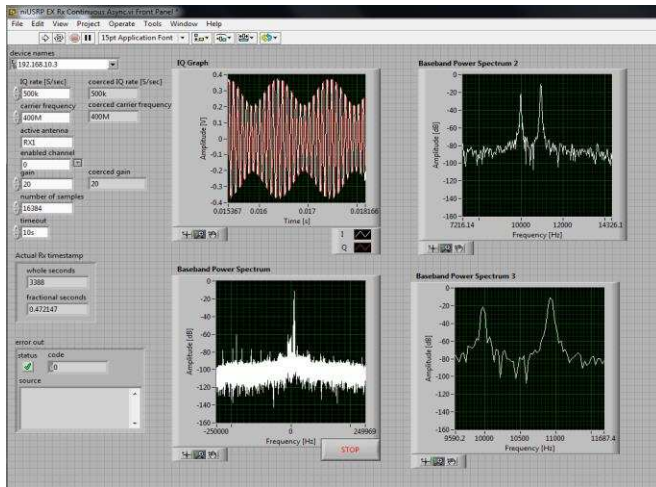 niUSRP EX Rx Continuous Async.vi Front Panel *
File Edit View Project Operate Tools Window Help
15pt Application Font
device names
192.168.10.3
IQ rate [S/sec]
500k
coerced IQ rate [S/sec]
500k
carrier frequency
400M
coerced carrier frequency
400M
active antenna
RX1
enabled channel
0
gain
20
coerced gain
20
number of samples
16384
timeout
10s
Actual Rx timestamp
whole seconds
3388
fractional seconds
0.472147
error out
status
code
0
source
IQ Graph
Amplitude [V]
0.4
0.3
0.2
0.1
0
-0.1
-0.2
-0.3
-0.4
0.015367 0.016 0.017 0.018166
Time [s]
I
Q
Baseband Power Spectrum 2
Amplitude [dB]
0
-20
-40
-60
-80
-100
-120
-140
-160
7216.14 10000 12000 14326.1
Frequency [Hz]
Baseband Power Spectrum
Amplitude [dB]
0
-20
-40
-60
-80
-100
-120
-140
-160
-250000 0 249969
Frequency [Hz]
STOP
Baseband Power Spectrum 3
Amplitude [dB]
0
-20
-40
-60
-80
-100
-120
-140
-160
9590.2 10000 10500 11000 11687.4
Frequency [Hz]